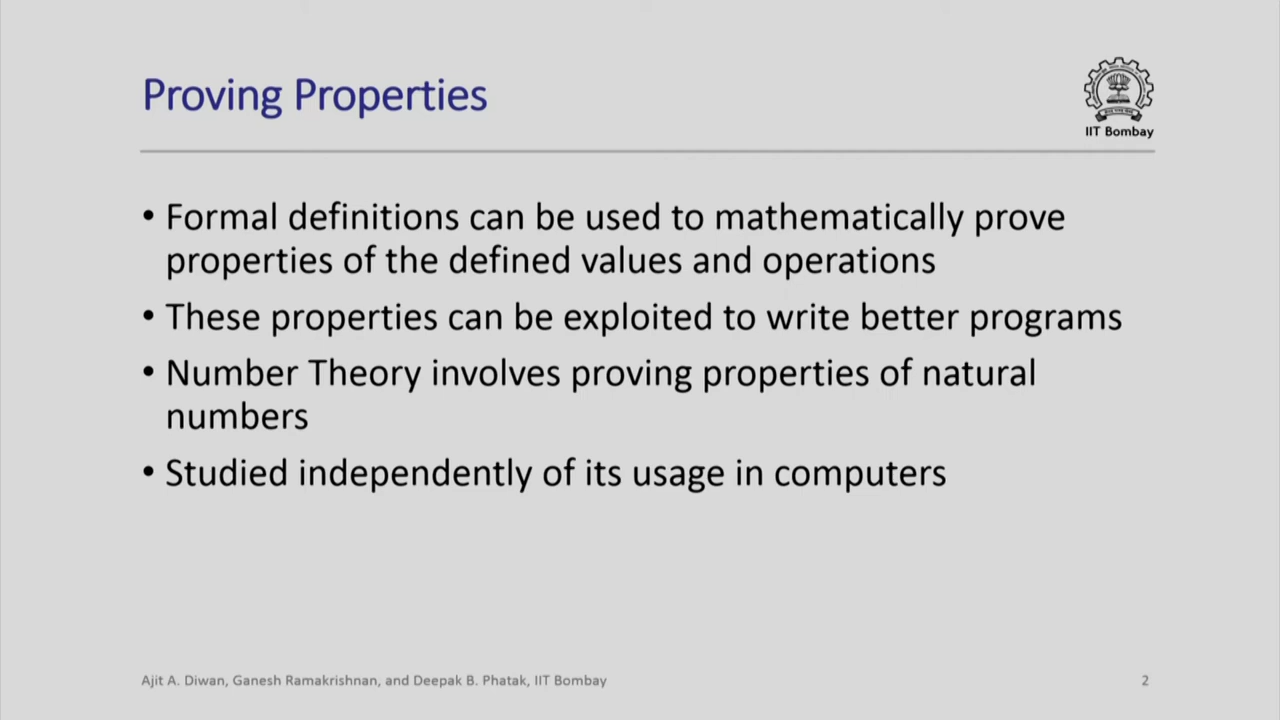 Proving Properties
IIT Bombay
• Formal definitions can be used to mathematically prove
properties of the defined values and operations
• These properties can be exploited to write better programs
• Number Theory involves proving properties of natural
numbers
• Studied independently of its usage in computers
Ajit A. Diwan, Ganesh Ramakrishnan, and Deepak B. Phatak, IIT Bombay
2